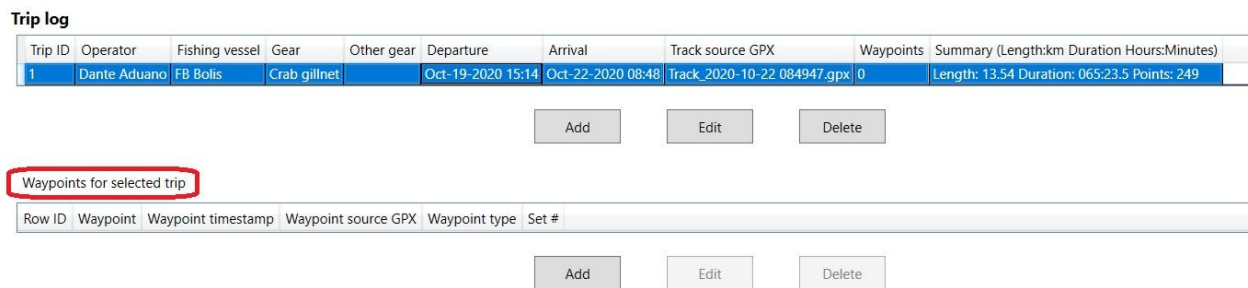 Trip log
Trip ID Operator Fishing vessel Gear Other gear Departure Arrival Track source GPX Waypoints Summary (Length:km Duration Hours:Minutes)
1 Dante Aduano FB Bolis Crab gillnet Oct-19-2020 15:14 Oct-22-2020 08:48 Track_2020-10-22 084947.gpx 0 Length: 13.54 Duration: 065:23.5 Points: 249
Add Edit Delete
Waypoints for selected trip
Row ID Waypoint Waypoint timestamp Waypoint source GPX Waypoint type Set #
Add Edit Delete